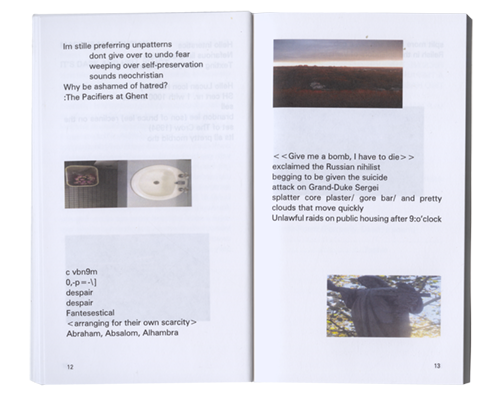 Im stille preferring unpatterns
dont give over to undo fear
weeping over self-preservation
sounds neochristian
Why be ashamed of hatred?
:The Pacifiers at Ghent
c vbn9m
0,-p=-\]
despair
despair
Fantesestical
<arranging for their own scarcity>
Abraham, Absalom, Alhambra
12
<<Give me a bomb, I have to die>>
exclaimed the Russian nihilist
begging to be given the suicide
attack on Grand-Duke Sergei
splatter core plaster/ gore bar/ and pretty
clouds that move quickly
Unlawful raids on public housing after 9:o'clock
13